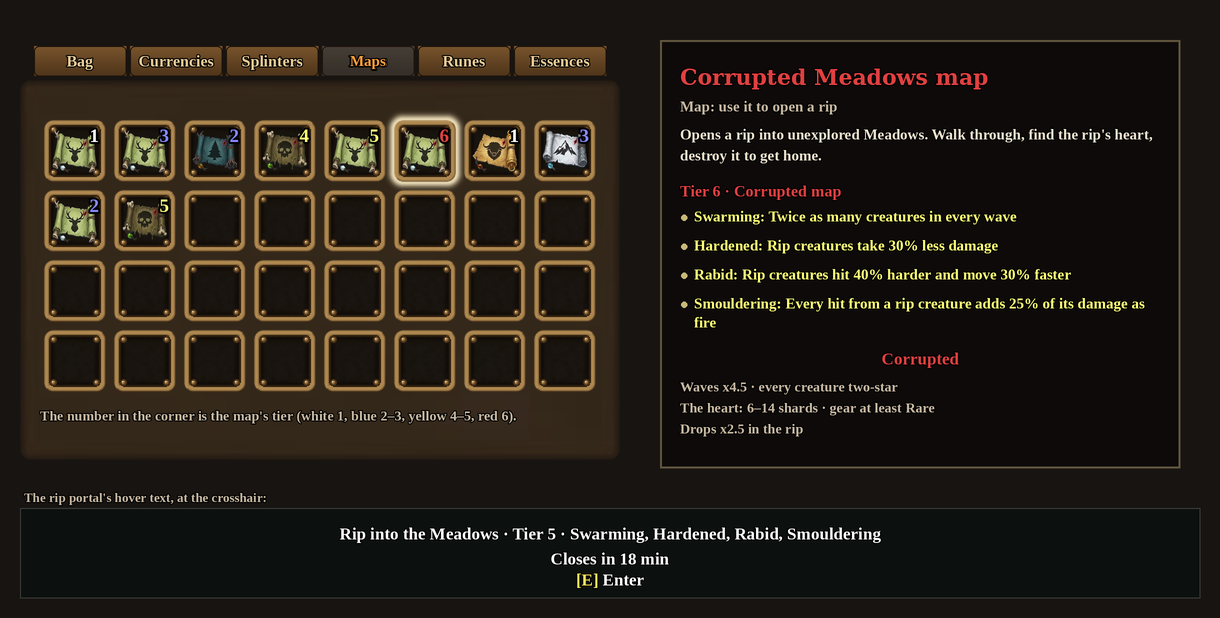 Bag Currencies Splinters Maps Runes Essences
1 3 2 4 5 6 1 3
2 5
The number in the corner is the map's tier (white 1, blue 2–3, yellow 4–5, red 6).
Corrupted Meadows map
Map: use it to open a rip
Opens a rip into unexplored Meadows. Walk through, find the rip's heart,
destroy it to get home.
Tier 6 · Corrupted map
Swarming: Twice as many creatures in every wave
Hardened: Rip creatures take 30% less damage
Rabid: Rip creatures hit 40% harder and move 30% faster
Smouldering: Every hit from a rip creature adds 25% of its damage as
fire
Corrupted
Waves x4.5 · every creature two-star
The heart: 6–14 shards · gear at least Rare
Drops x2.5 in the rip
The rip portal's hover text, at the crosshair:
Rip into the Meadows · Tier 5 · Swarming, Hardened, Rabid, Smouldering
Closes in 18 min
[E] Enter